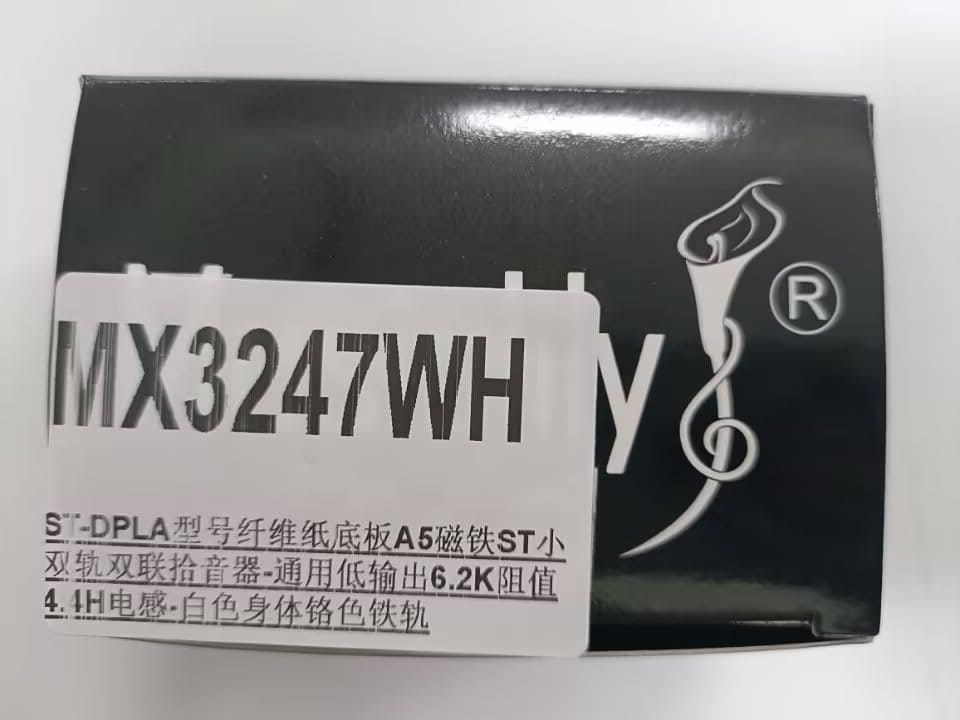 MX3247WH
ly
®
ST-DPLA型号纤维纸底板A5磁铁ST小
双轨双联拾音器-通用低输出6.2K阻值
4.4H电感-白色身体铬色铁轨